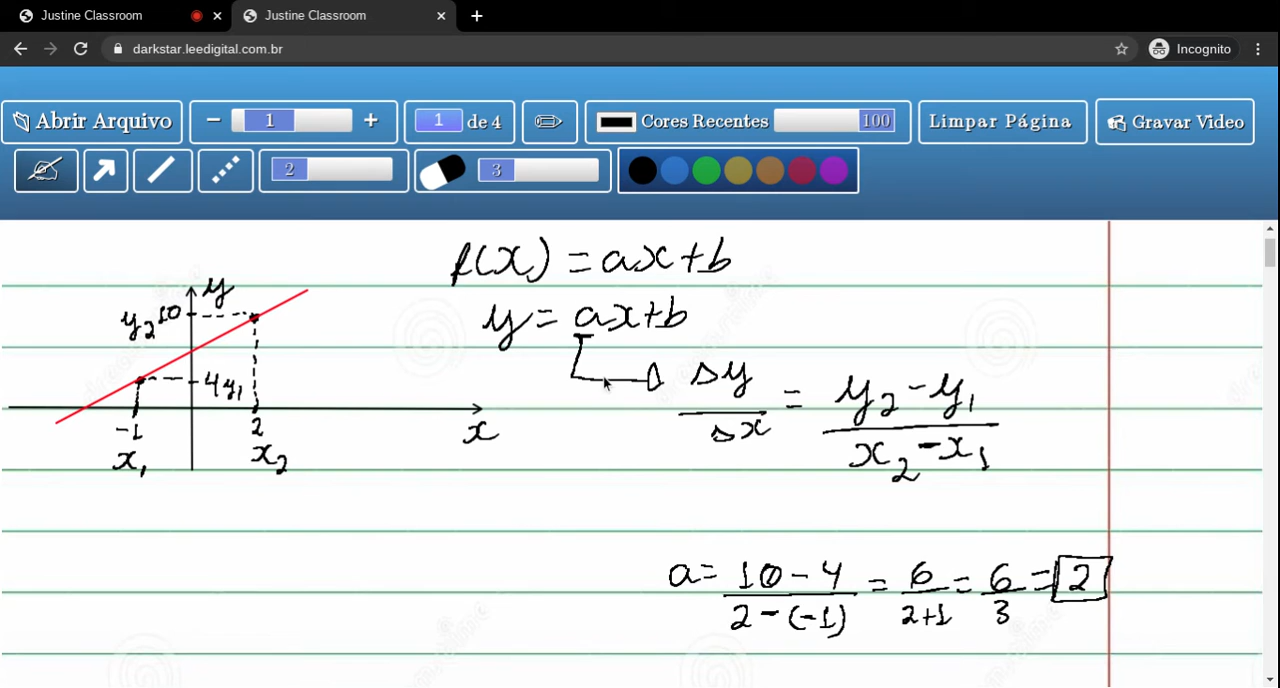 Justine Classroom
Justine Classroom
darkstar.leedigital.com.br
Incognito
Abrir Arquivo
− 1 +
1 de 4
Cores Recentes 100
Limpar Página
Gravar Video
2
3
f(x) = ax+b
y = ax+b
Δy/Δx = y₂-y₁/x₂-x₁
y
y₂ 10
4 y₁
-1
2
x
x₁
x₂
a = 10-4/2-(-1) = 6/2+1 = 6/3 = 2